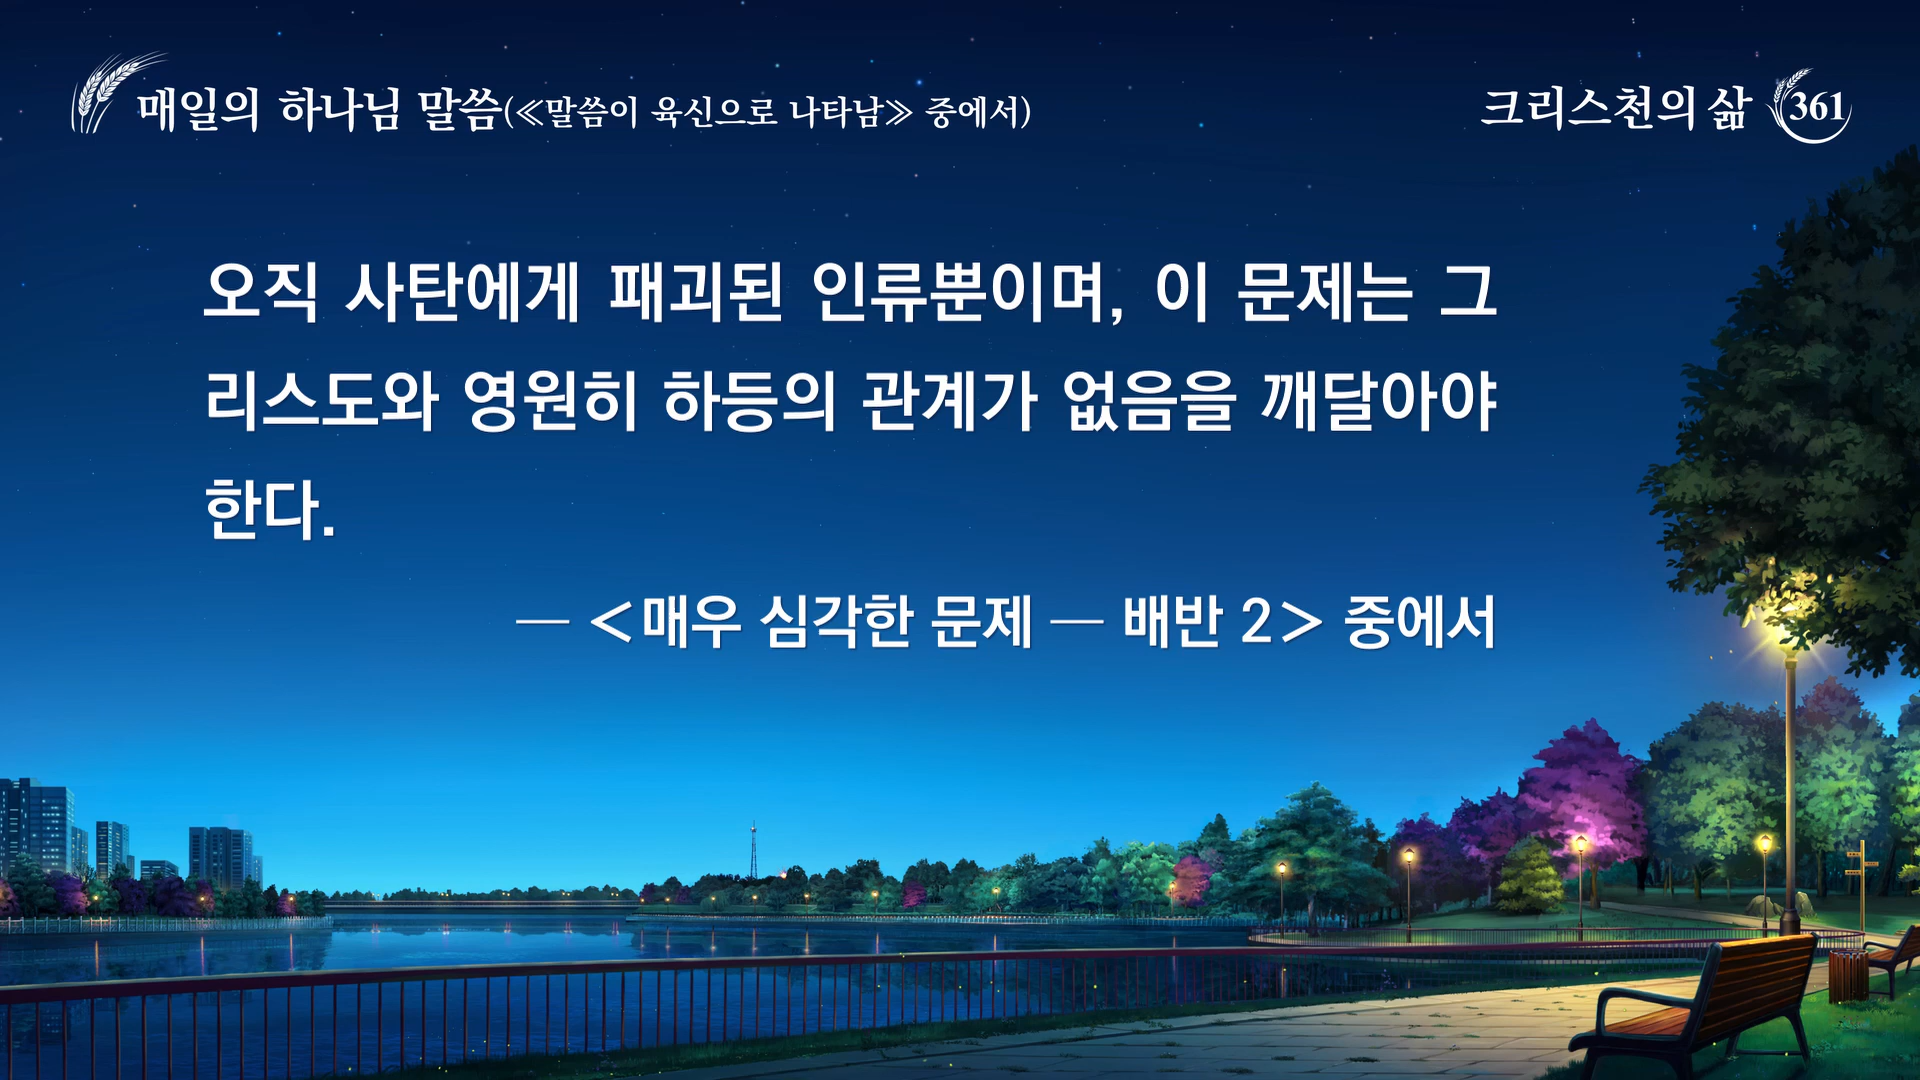 매일의 하나님 말씀(≪말씀이 육신으로 나타남≫ 중에서)
크리스천의 삶 361
오직 사탄에게 패괴된 인류뿐이며, 이 문제는 그
리스도와 영원히 하등의 관계가 없음을 깨달아야
한다.
— <매우 심각한 문제 — 배반 2> 중에서